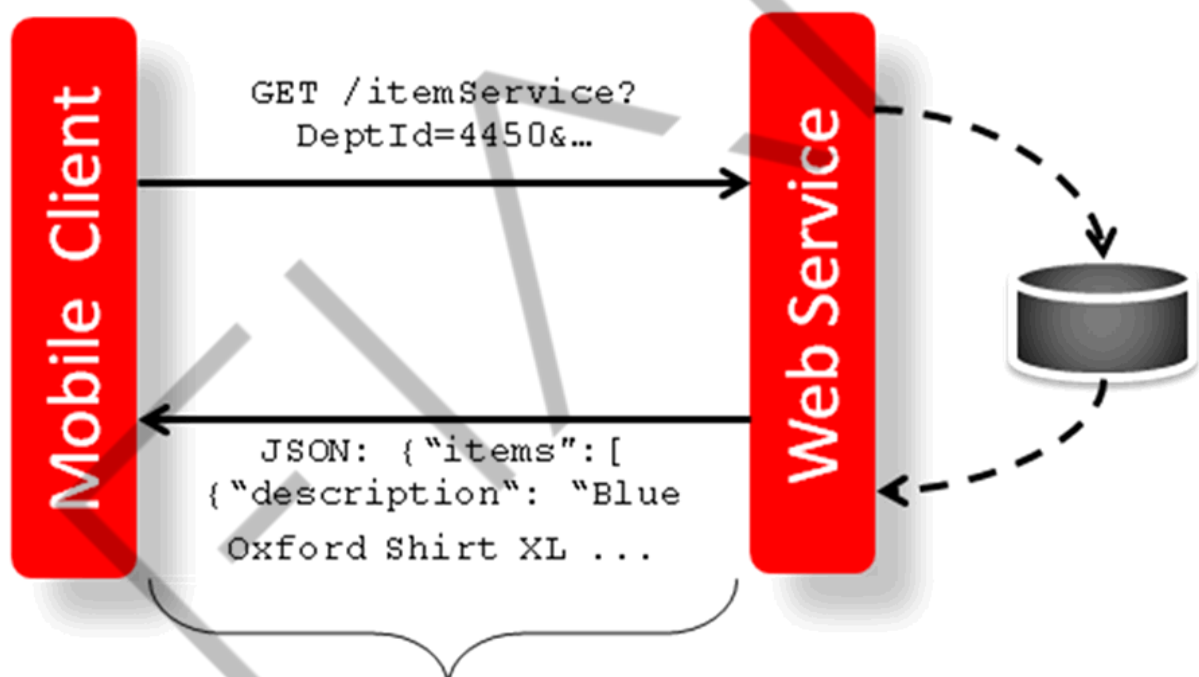 Mobile Client
GET /itemService?
DeptId=4450&…
Web Service
JSON: {“items":[
{“description“: “Blue
Oxford Shirt XL ...